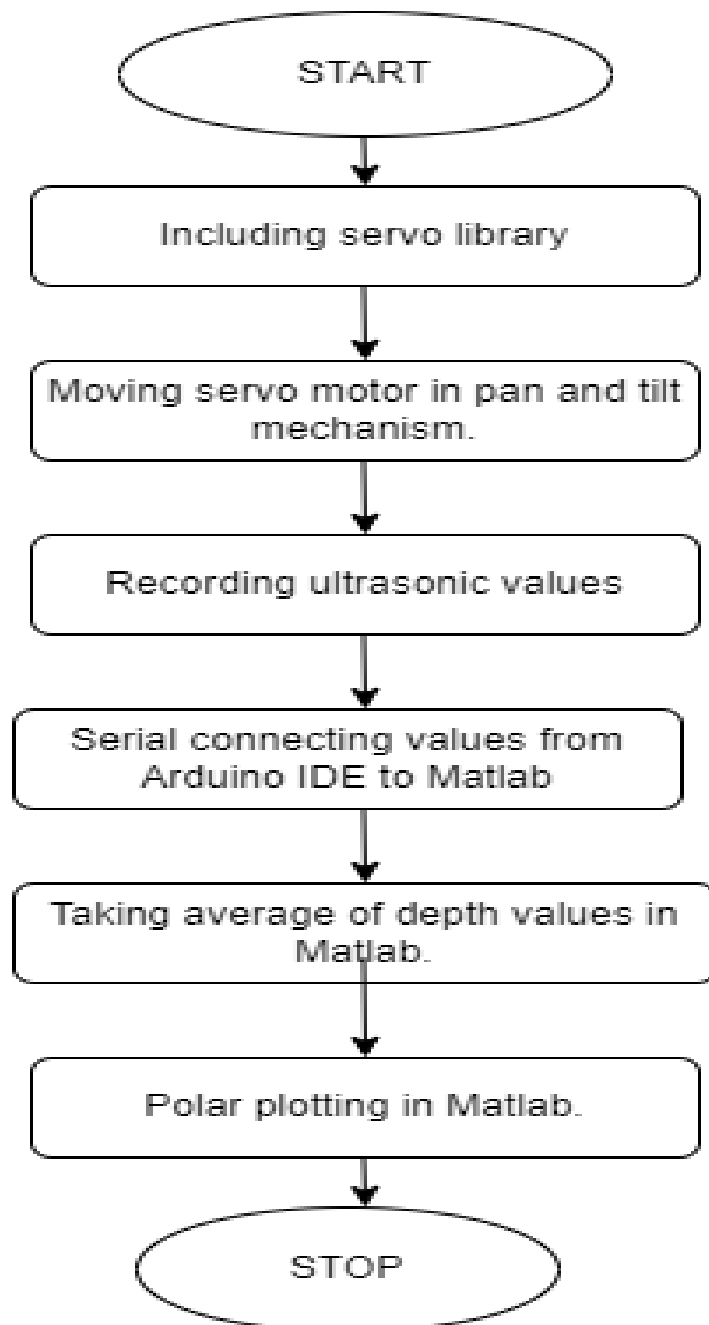 START
Including servo library
Moving servo motor in pan and tilt
mechanism.
Recording ultrasonic values
Serial connecting values from
Arduino IDE to Matlab
Taking average of depth values in
Matlab.
Polar plotting in Matlab.
STOP